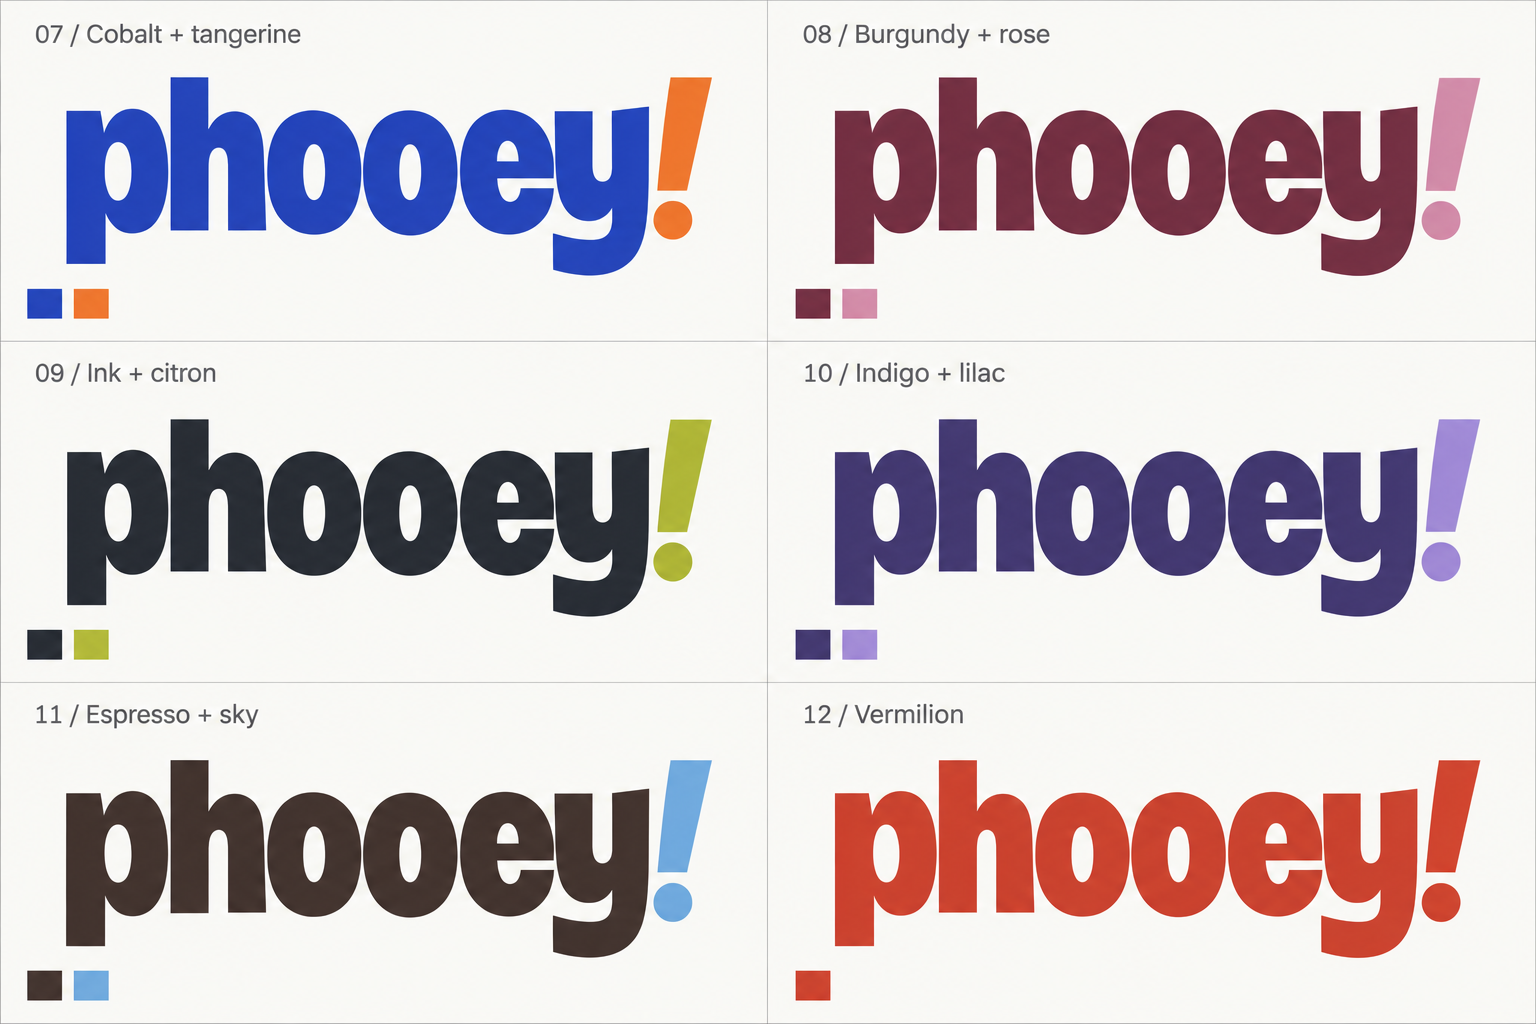 07 / Cobalt + tangerine
phooey!
08 / Burgundy + rose
phooey!
09 / Ink + citron
phooey!
10 / Indigo + lilac
phooey!
11 / Espresso + sky
phooey!
12 / Vermilion
phooey!